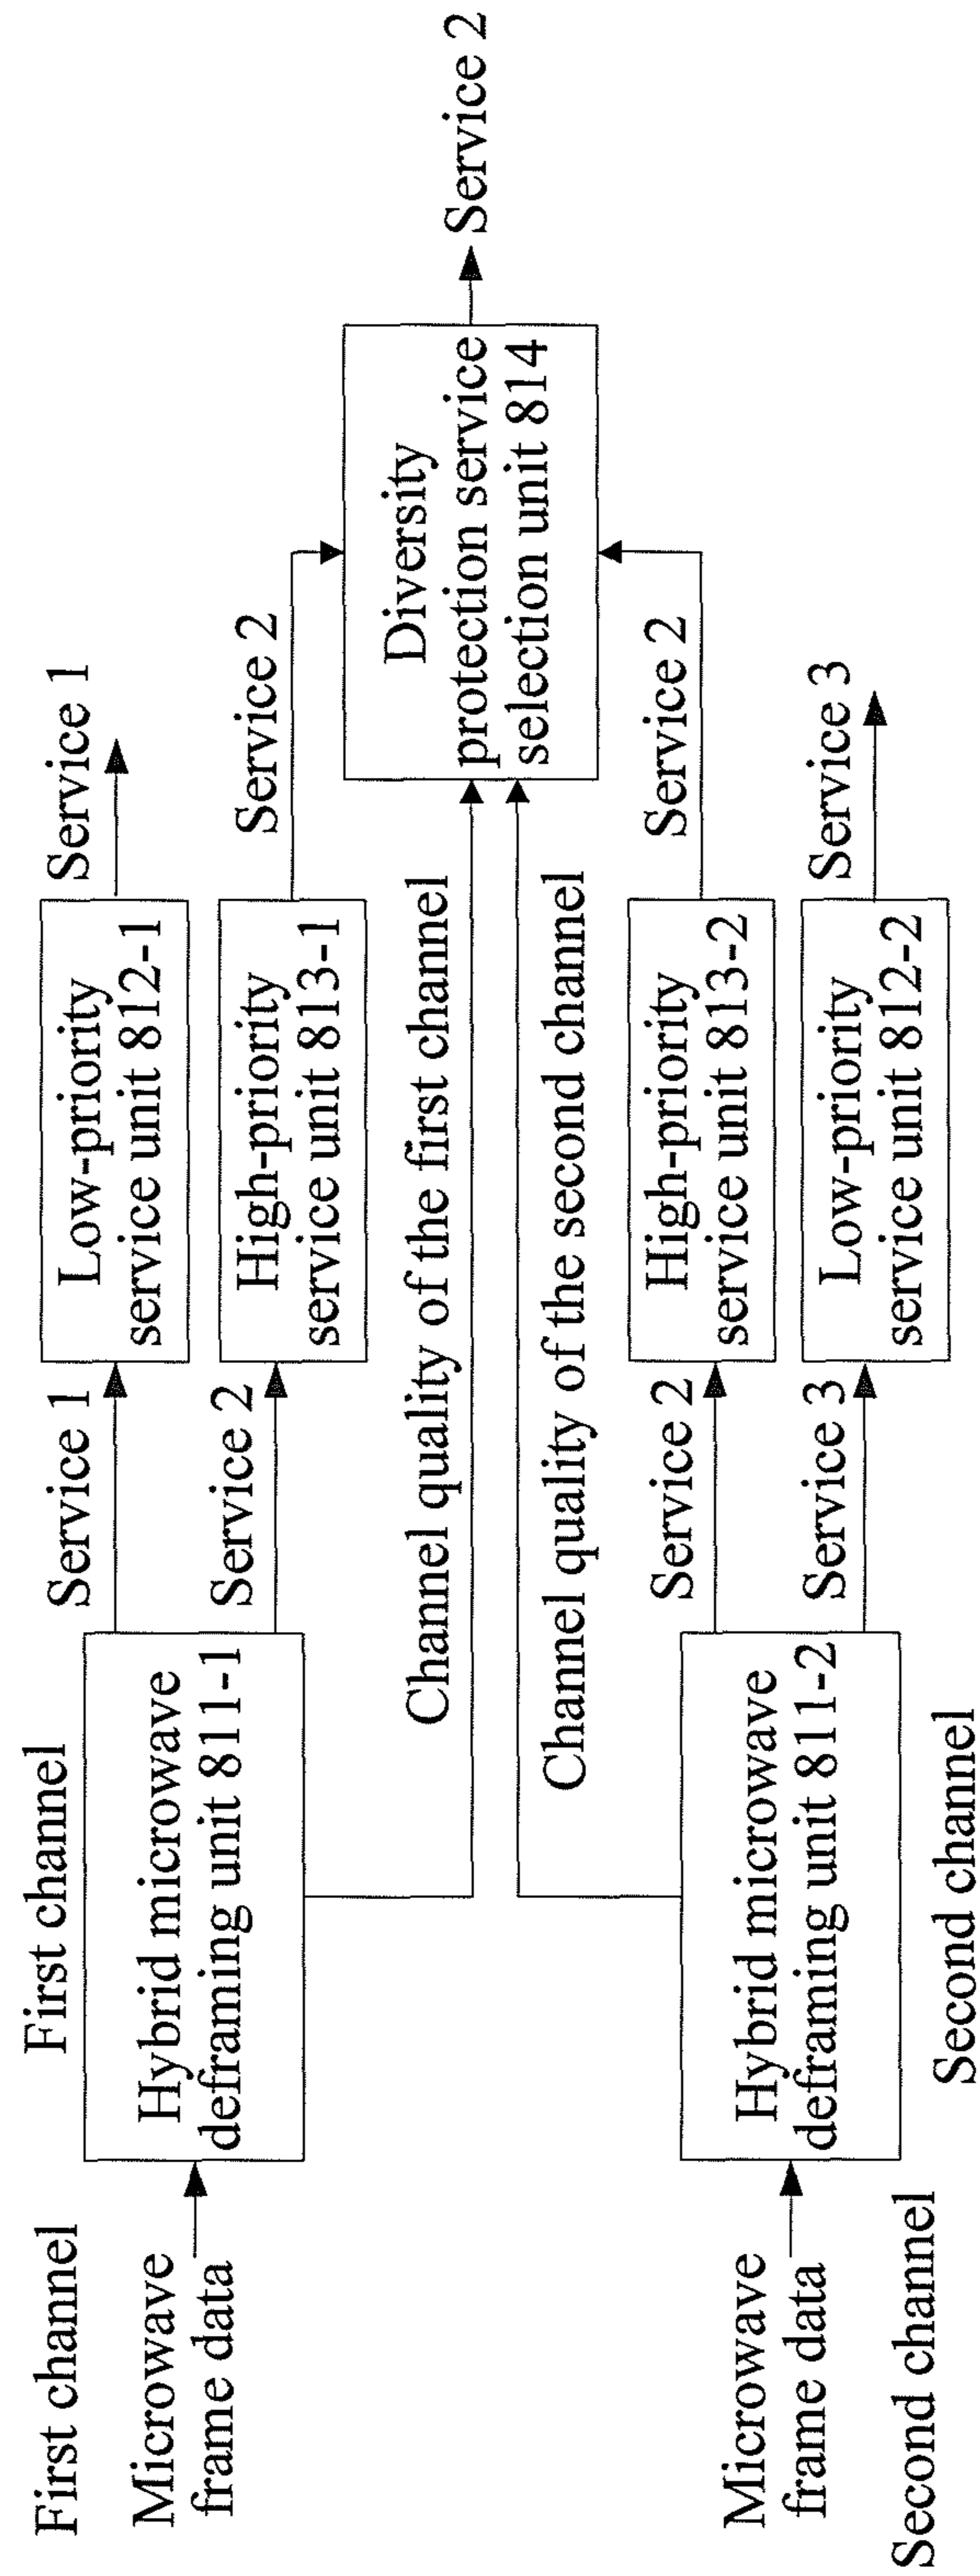 First channel
First channel
Microwave
frame data
Hybrid microwave
deframing unit 811-1
Service 1
Service 2
Low-priority
service unit 812-1
Service 1
High-priority
service unit 813-1
Service 2
Channel quality of the first channel
Channel quality of the second channel
Diversity
protection service
selection unit 814
Service 2
Microwave
frame data
Hybrid microwave
deframing unit 811-2
Service 2
Service 3
High-priority
service unit 813-2
Service 2
Low-priority
service unit 812-2
Service 3
Second channel
Second channel